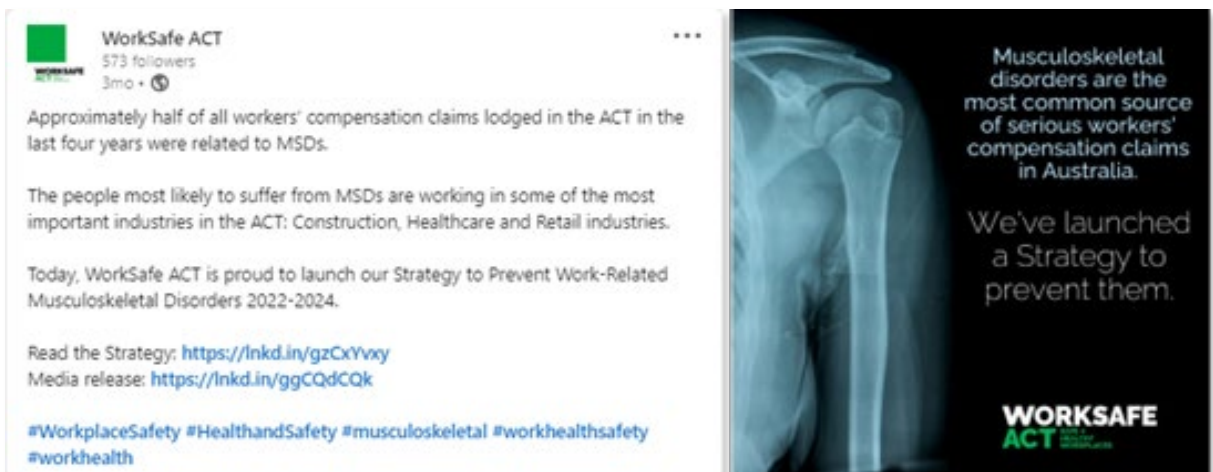 WorkSafe ACT
573 followers
3mo •
WORKSAFE
ACT
Approximately half of all workers' compensation claims lodged in the ACT in the
last four years were related to MSDs.
The people most likely to suffer from MSDs are working in some of the most
important industries in the ACT: Construction, Healthcare and Retail industries.
Today, WorkSafe ACT is proud to launch our Strategy to Prevent Work-Related
Musculoskeletal Disorders 2022-2024.
Read the Strategy: https://lnkd.in/gzCxYvxy
Media release: https://lnkd.in/ggCQdCQk
#WorkplaceSafety #HealthandSafety #musculoskeletal #workhealthsafety
#workhealth
Musculoskeletal
disorders are the
most common source
of serious workers'
compensation claims
in Australia.
We've launched
a Strategy to
prevent them.
WORKSAFE
ACT